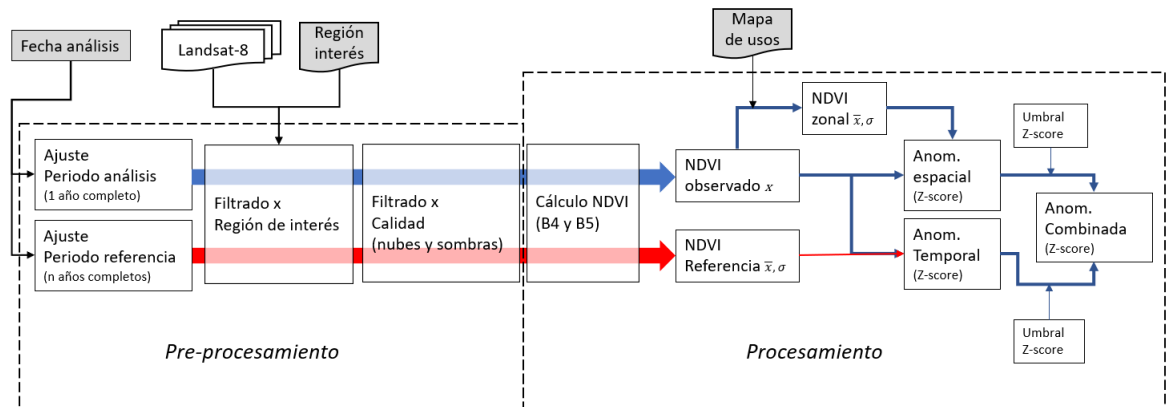 Fecha análisis
Landsat-8
Región
interés
Mapa
de usos
Ajuste
Periodo análisis
(1 año completo)
Ajuste
Periodo referencia
(n años completos)
Filtrado x
Región de interés
Filtrado x
Calidad
(nubes y sombras)
Cálculo NDVI
(B4 y B5)
NDVI
observado x
NDVI
Referencia x̅, σ
NDVI
zonal x̅, σ
Anom.
espacial
(Z-score)
Anom.
Temporal
(Z-score)
Umbral
Z-score
Anom.
Combinada
(Z-score)
Umbral
Z-score
Pre-procesamiento
Procesamiento